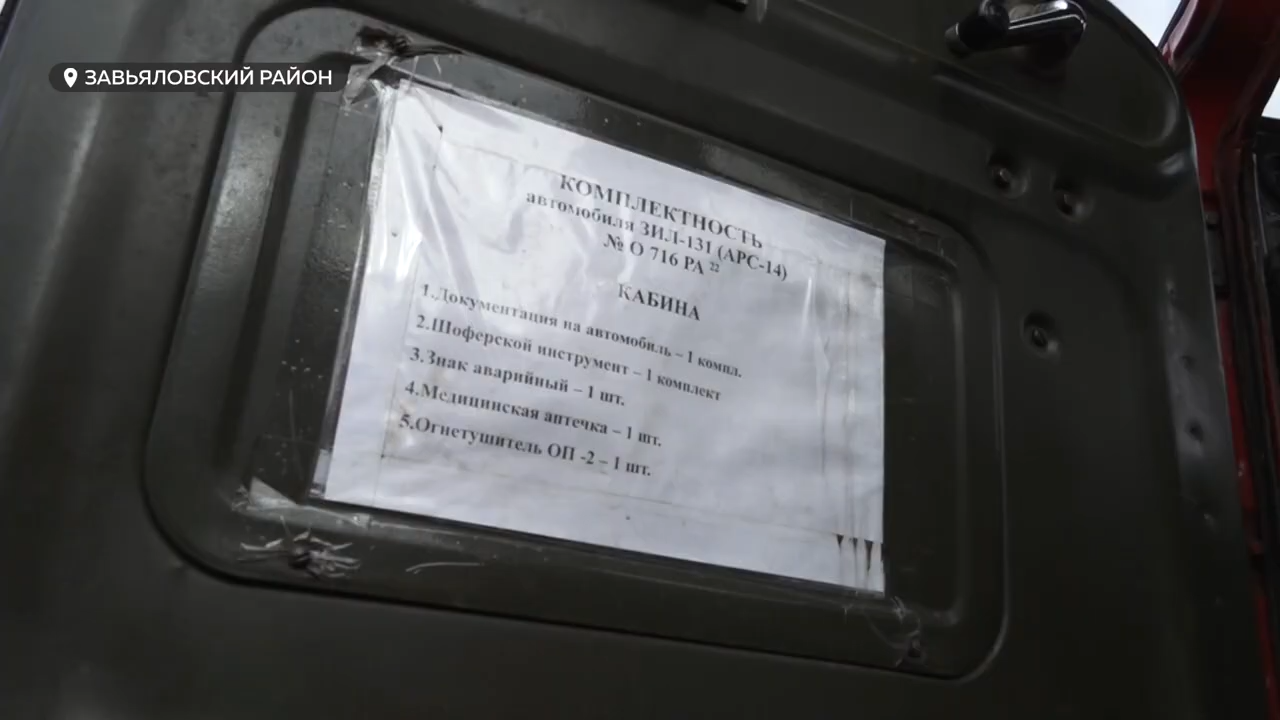 ЗАВЬЯЛОВСКИЙ РАЙОН
КОМПЛЕКТНОСТЬ
автомобиля ЗИЛ-131 (АРС-14)
№ О 716 РА 22
КАБИНА
1.Документация на автомобиль – 1 компл.
2.Шоферской инструмент – 1 комплект
3.Знак аварийный – 1 шт.
4.Медицинская аптечка – 1 шт.
5.Огнетушитель ОП -2 – 1 шт.